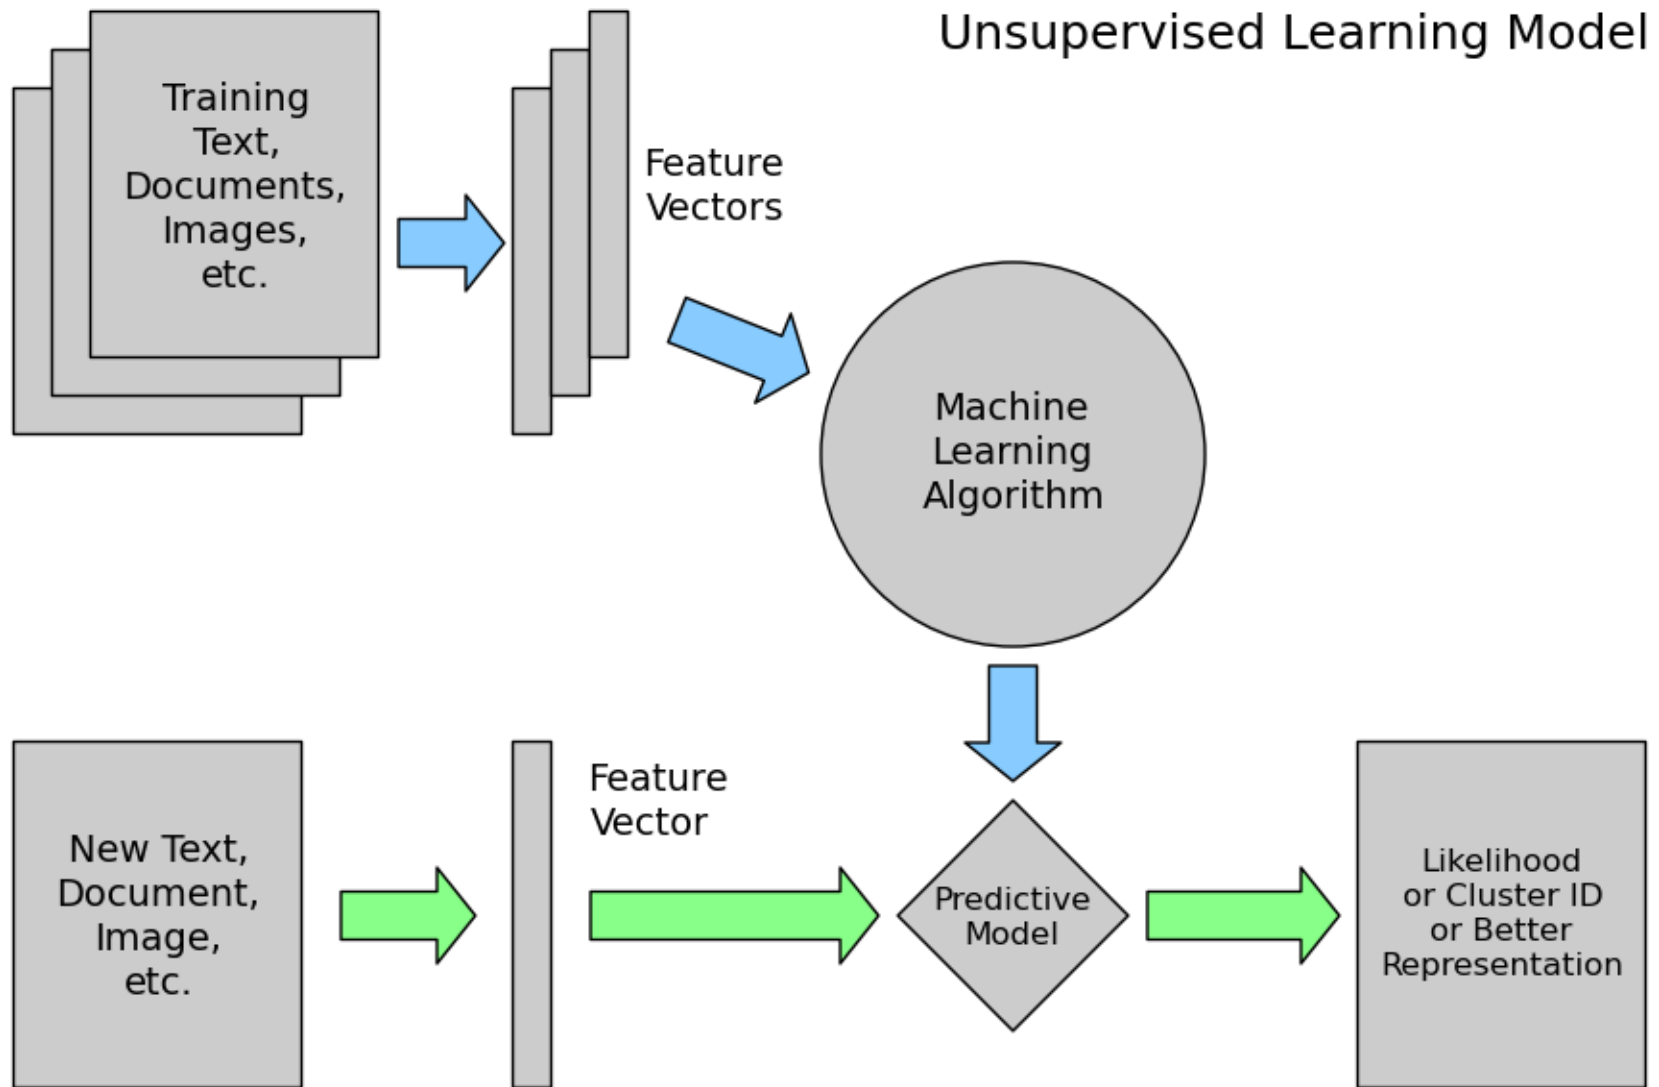 Unsupervised Learning Model
Training
Text,
Documents,
Images,
etc.
Feature
Vectors
Machine
Learning
Algorithm
New Text,
Document,
Image,
etc.
Feature
Vector
Predictive
Model
Likelihood
or Cluster ID
or Better
Representation